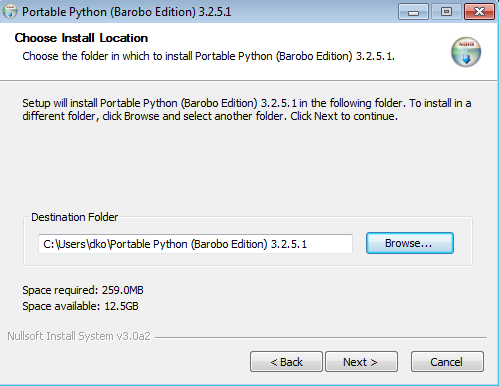 Portable Python (Barobo Edition) 3.2.5.1
Choose Install Location
Choose the folder in which to install Portable Python (Barobo Edition) 3.2.5.1.
Setup will install Portable Python (Barobo Edition) 3.2.5.1 in the following folder. To install in a
different folder, click Browse and select another folder. Click Next to continue.
Destination Folder
C:\Users\dko\Portable Python (Barobo Edition) 3.2.5.1
Browse...
Space required: 259.0MB
Space available: 12.5GB
Nullsoft Install System v3.0a2
< Back
Next >
Cancel